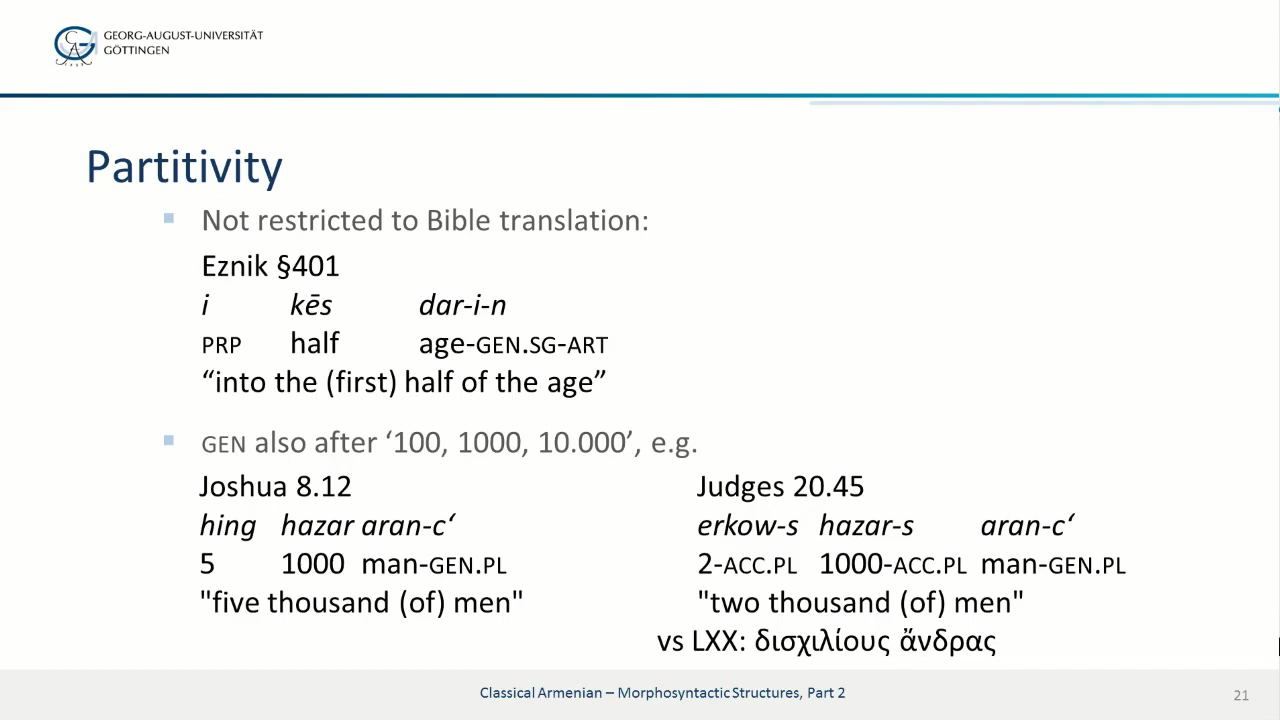 GEORG-AUGUST-UNIVERSITÄT
GÖTTINGEN
Partitivity
Not restricted to Bible translation:
Eznik §401
i kēs dar-i-n
PRP half age-GEN.SG-ART
“into the (first) half of the age”
GEN also after ‘100, 1000, 10.000’, e.g.
Joshua 8.12
hing hazar aran-c‘
5 1000 man-GEN.PL
"five thousand (of) men"
Judges 20.45
erkow-s hazar-s aran-c‘
2-ACC.PL 1000-ACC.PL man-GEN.PL
"two thousand (of) men"
vs LXX: δισχιλίους ἄνδρας
Classical Armenian – Morphosyntactic Structures, Part 2
21